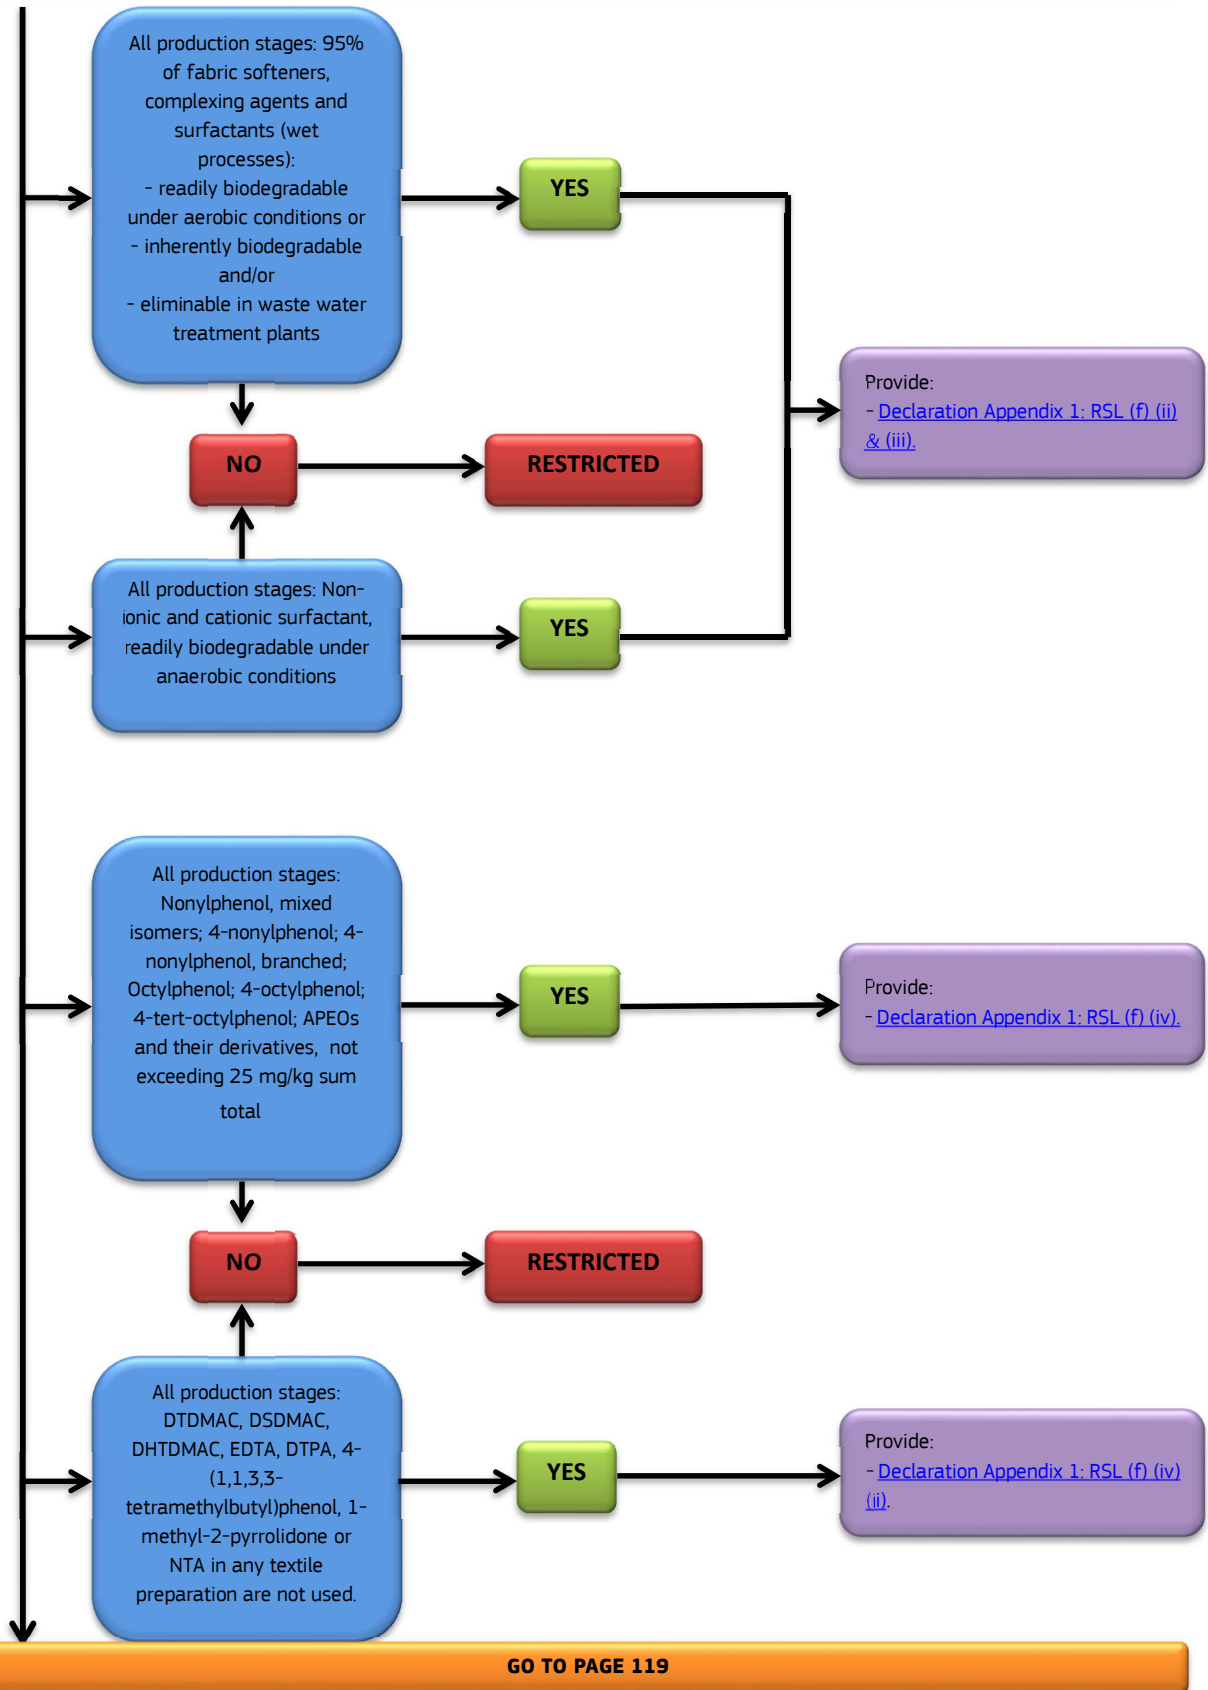 All production stages: 95%
of fabric softeners,
complexing agents and
surfactants (wet
processes):
- readily biodegradable
under aerobic conditions or
- inherently biodegradable
and/or
- eliminable in waste water
treatment plants
YES
Provide:
- Declaration Appendix 1: RSL (f) (ii)
& (iii).
NO
RESTRICTED
All production stages: Non-
ionic and cationic surfactant,
readily biodegradable under
anaerobic conditions
YES
All production stages:
Nonylphenol, mixed
isomers; 4-nonylphenol; 4-
nonylphenol, branched;
Octylphenol; 4-octylphenol;
4-tert-octylphenol; APEOs
and their derivatives, not
exceeding 25 mg/kg sum
total
YES
Provide:
- Declaration Appendix 1: RSL (f) (iv).
NO
RESTRICTED
All production stages:
DTDMAC, DSDMAC,
DHTDMAC, EDTA, DTPA, 4-
(1,1,3,3-
tetramethylbutyl)phenol, 1-
methyl-2-pyrrolidone or
NTA in any textile
preparation are not used.
YES
Provide:
- Declaration Appendix 1: RSL (f) (iv)
(ii).
GO TO PAGE 119